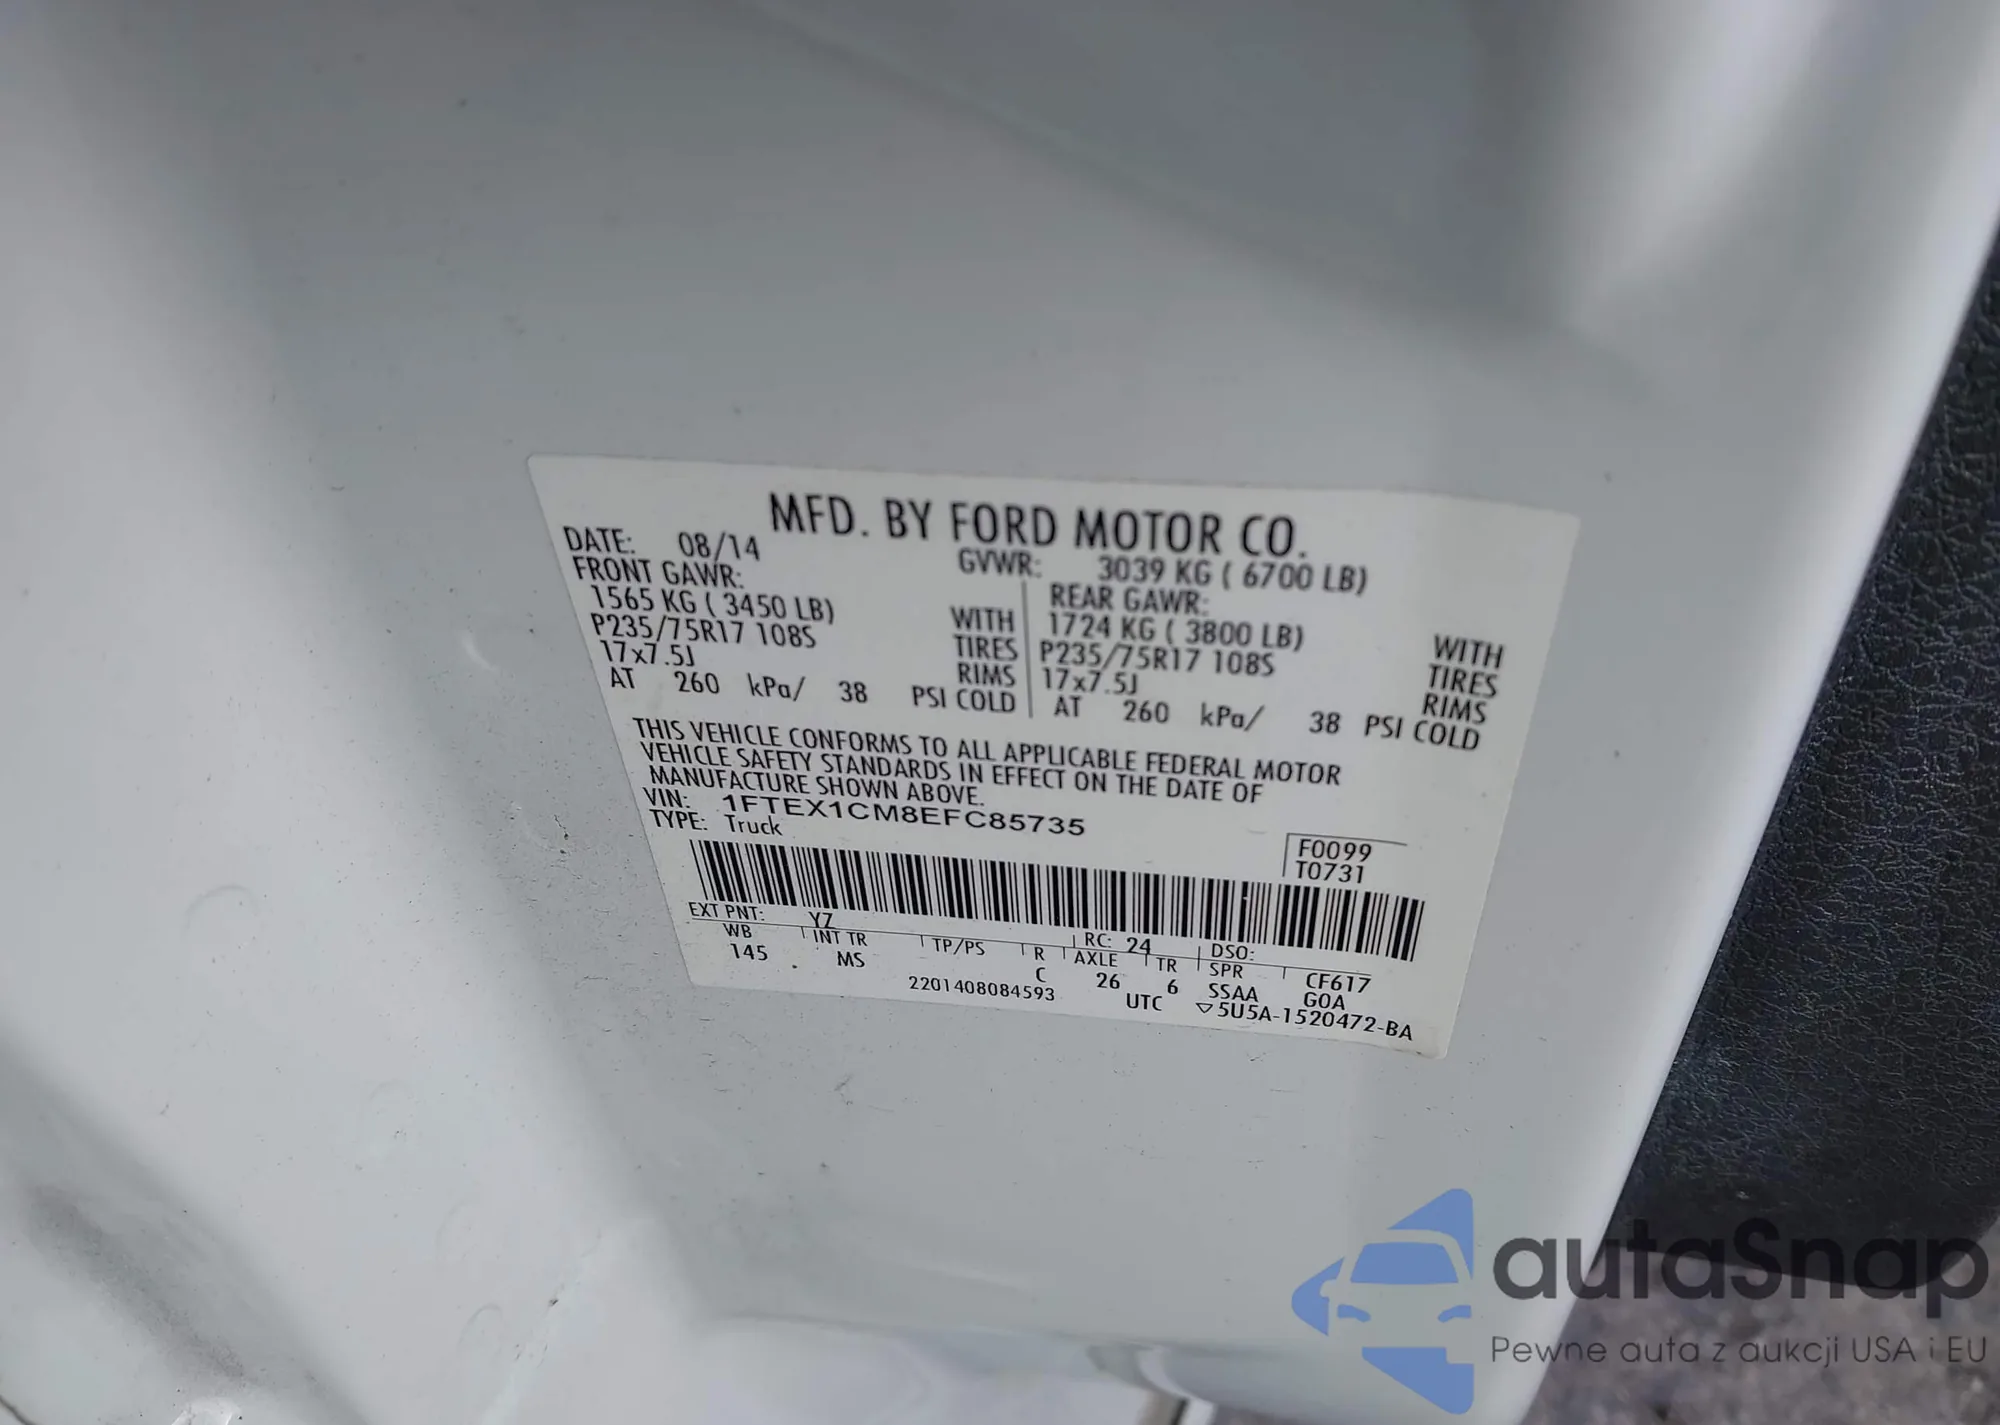 MFD. BY FORD MOTOR CO.
DATE: 08/14 GVWR: 3039 KG ( 6700 LB)
FRONT GAWR: REAR GAWR:
1565 KG ( 3450 LB) WITH 1724 KG ( 3800 LB) WITH
P235/75R17 108S TIRES P235/75R17 108S TIRES
17x7.5J RIMS 17x7.5J RIMS
AT 260 kPa/ 38 PSI COLD AT 260 kPa/ 38 PSI COLD
THIS VEHICLE CONFORMS TO ALL APPLICABLE FEDERAL MOTOR
VEHICLE SAFETY STANDARDS IN EFFECT ON THE DATE OF
MANUFACTURE SHOWN ABOVE.
VIN: 1FTEX1CM8EFC85735
TYPE: Truck
F0099
T0731
EXT PNT: YZ RC: 24 DSO: CF617
WB INT TR TP/PS R AXLE TR SPR
145 MS C 26 6 SSAA G0A
2201408084593 UTC ▽5U5A-1520472-BA
autaSnap
Pewne auta z aukcji USA i EU